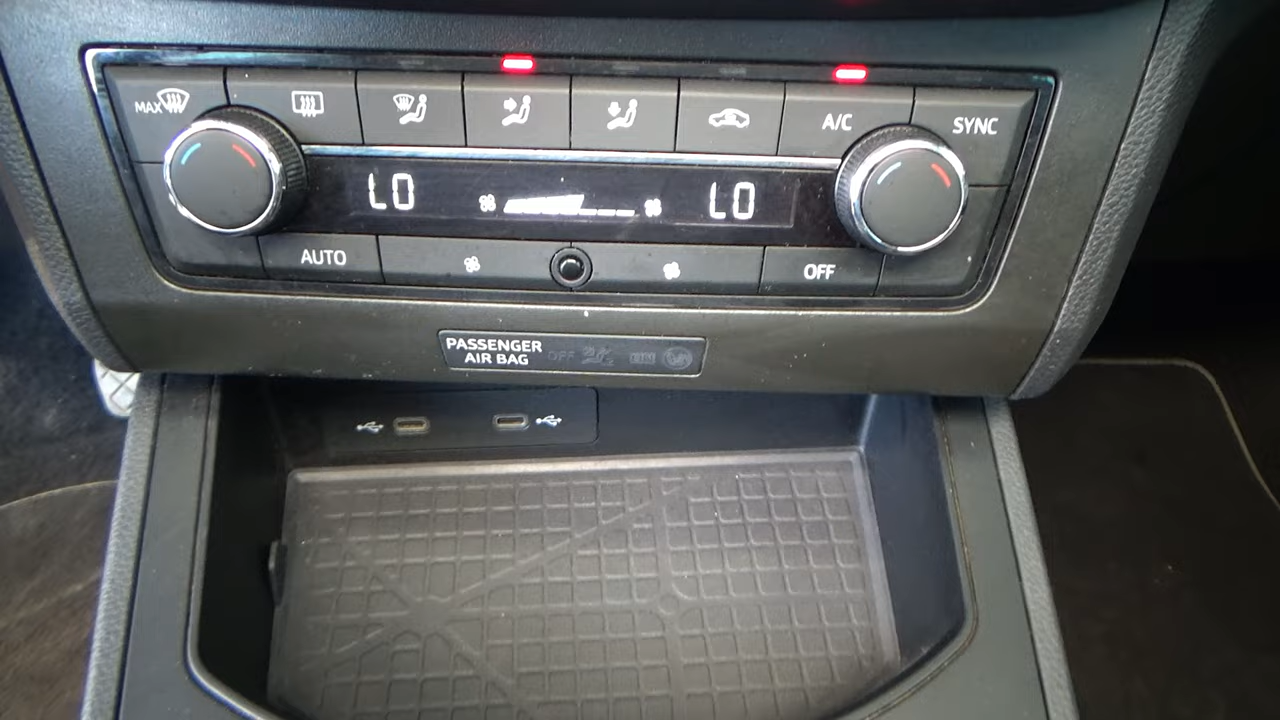 MAX
A/C
SYNC
LO
LO
AUTO
OFF
PASSENGER
AIR BAG
OFF